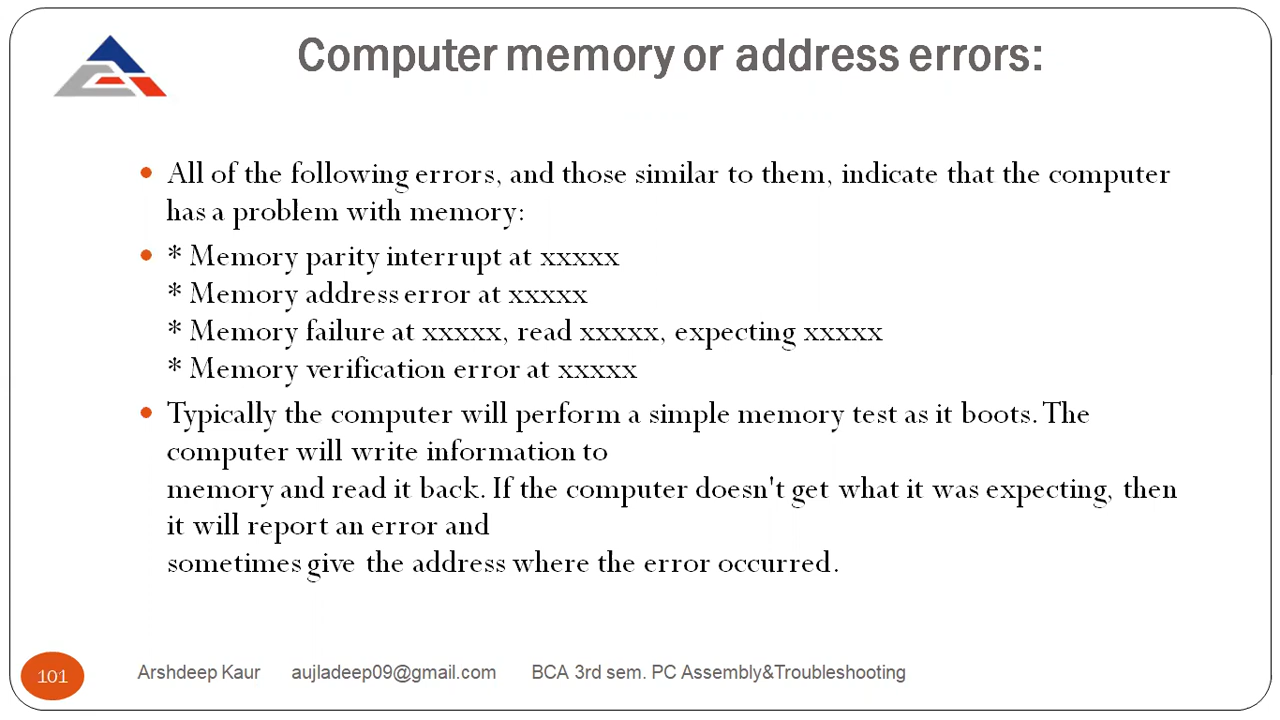 Computer memory or address errors:
• All of the following errors, and those similar to them, indicate that the computer
has a problem with memory:
• * Memory parity interrupt at xxxxx
* Memory address error at xxxxx
* Memory failure at xxxxx, read xxxxx, expecting xxxxx
* Memory verification error at xxxxx
• Typically the computer will perform a simple memory test as it boots. The
computer will write information to
memory and read it back. If the computer doesn't get what it was expecting, then
it will report an error and
sometimes give the address where the error occurred.
101 Arshdeep Kaur aujladeep09@gmail.com BCA 3rd sem. PC Assembly&Troubleshooting